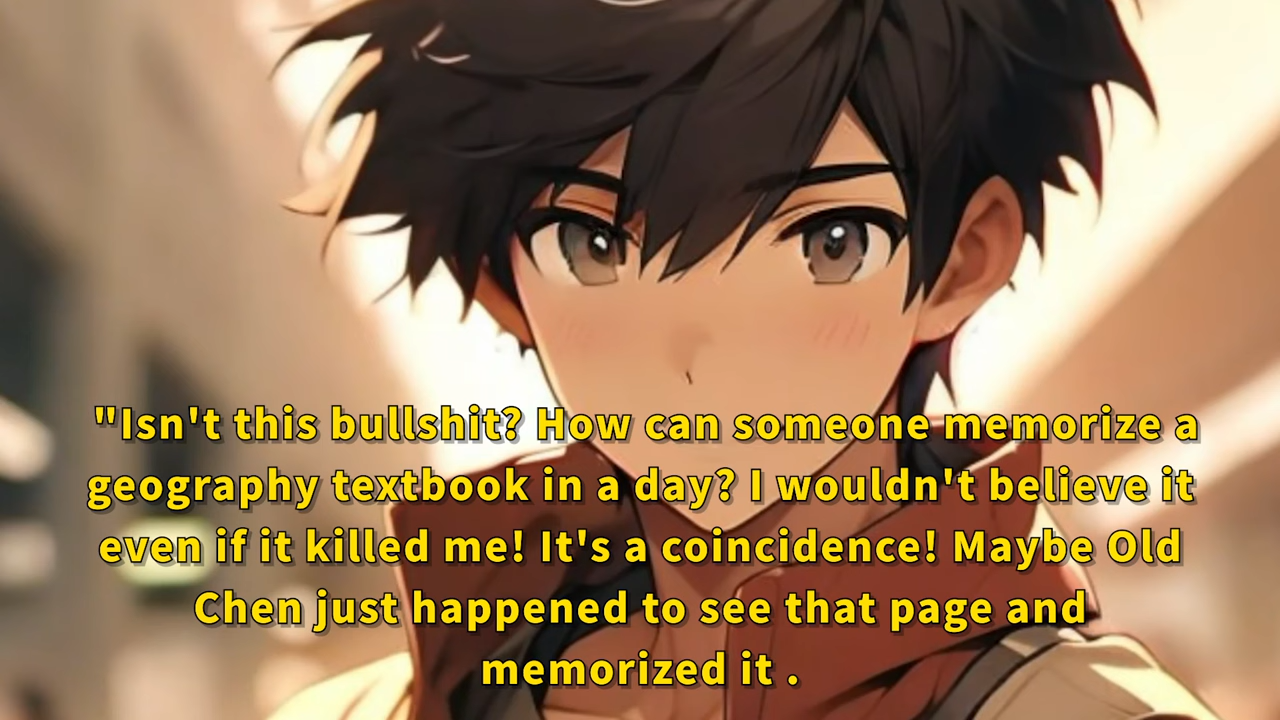 "Isn't this bullshit? How can someone memorize a
geography textbook in a day? I wouldn't believe it
even if it killed me! It's a coincidence! Maybe Old
Chen just happened to see that page and
memorized it .